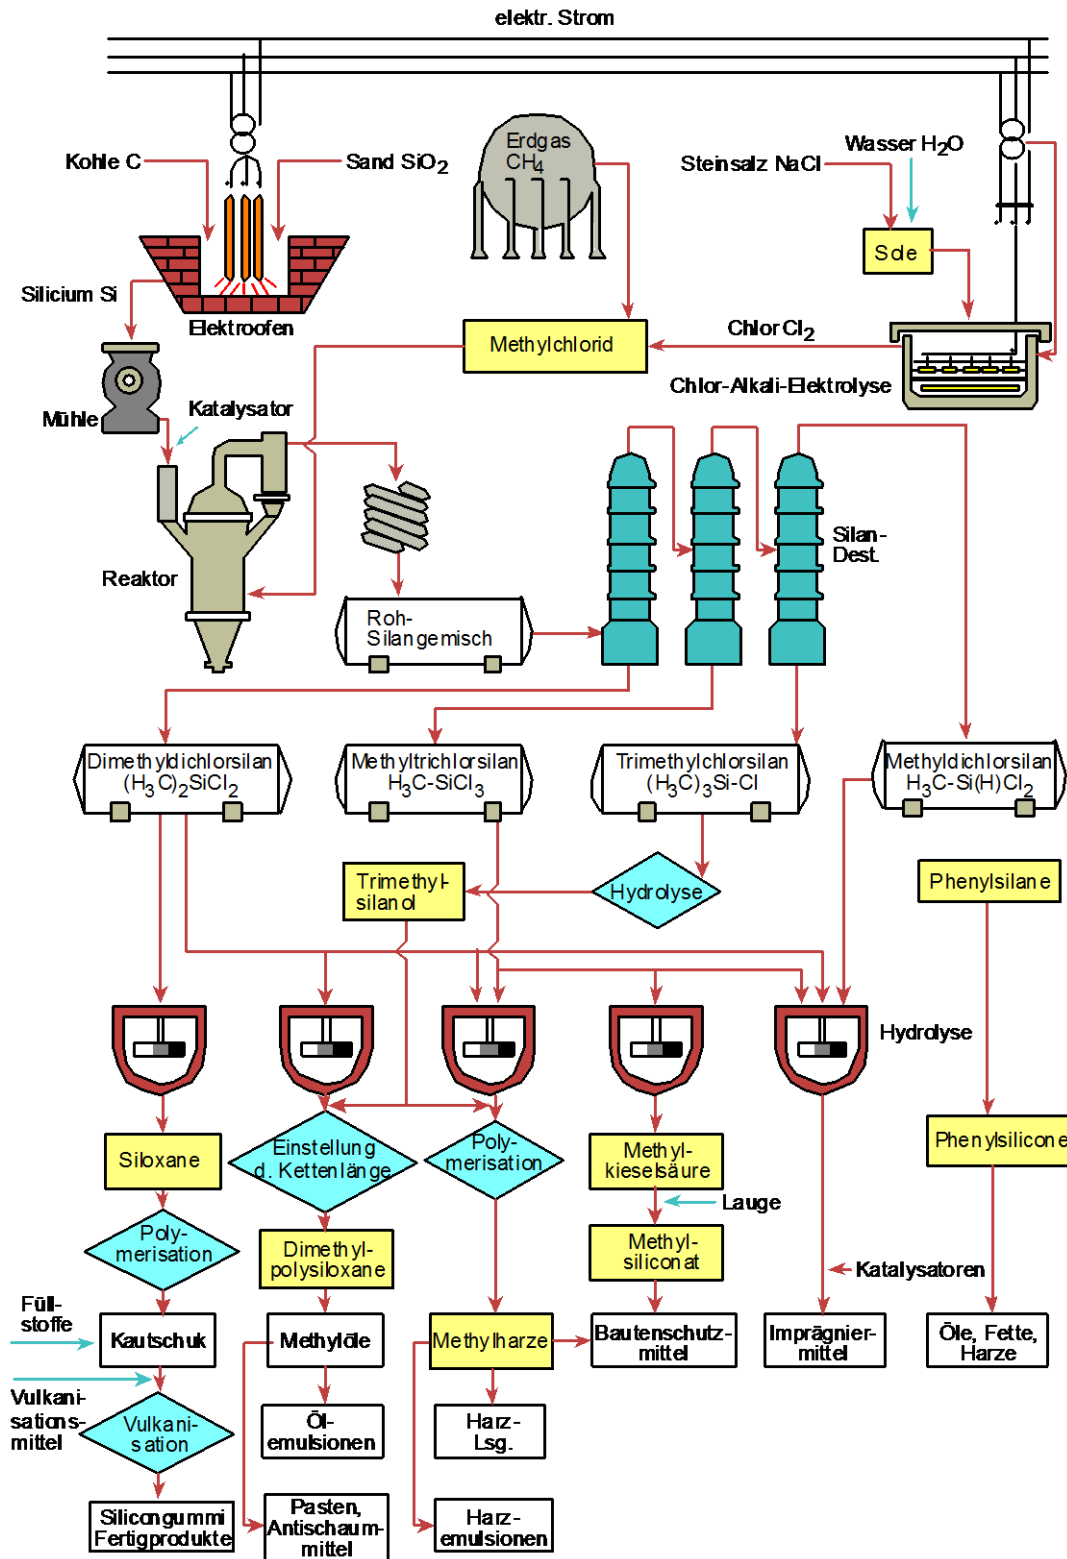 elektr. Strom
Kohle C
Sand SiO2
Erdgas
CH4
Wasser H2O
Steinsalz NaCl
Sole
Silicium Si
Elektroofen
Methylchlorid
Chlor Cl2
Chlor-Alkali-Elektrolyse
Mühle
Katalysator
Reaktor
Silan-
Dest.
Roh-
Silangemisch
Dimethyldichlorsilan
(H3C)2SiCl2
Methyltrichlorsilan
H3C-SiCl3
Trimethylchlorsilan
(H3C)3Si-Cl
Methyldichlorsilan
H3C-Si(H)Cl2
Trimethyl-
silanol
Hydrolyse
Phenylsilane
Hydrolyse
Siloxane
Einstellung
d. Kettenlänge
Poly-
merisation
Methyl-
kieselsäure
Phenylsilicone
Lauge
Poly-
merisation
Dimethyl-
polysiloxane
Methyl-
siliconat
Katalysatoren
Füll-
stoffe
Kautschuk
Methylöle
Methylharze
Bautenschutz-
mittel
Imprägnier-
mittel
Öle, Fette,
Harze
Vulkani-
sations-
mittel
Vulkani-
sation
Öl-
emulsionen
Harz-
Lsg.
Silicongummi
Fertigprodukte
Pasten,
Antischaum-
mittel
Harz-
emulsionen